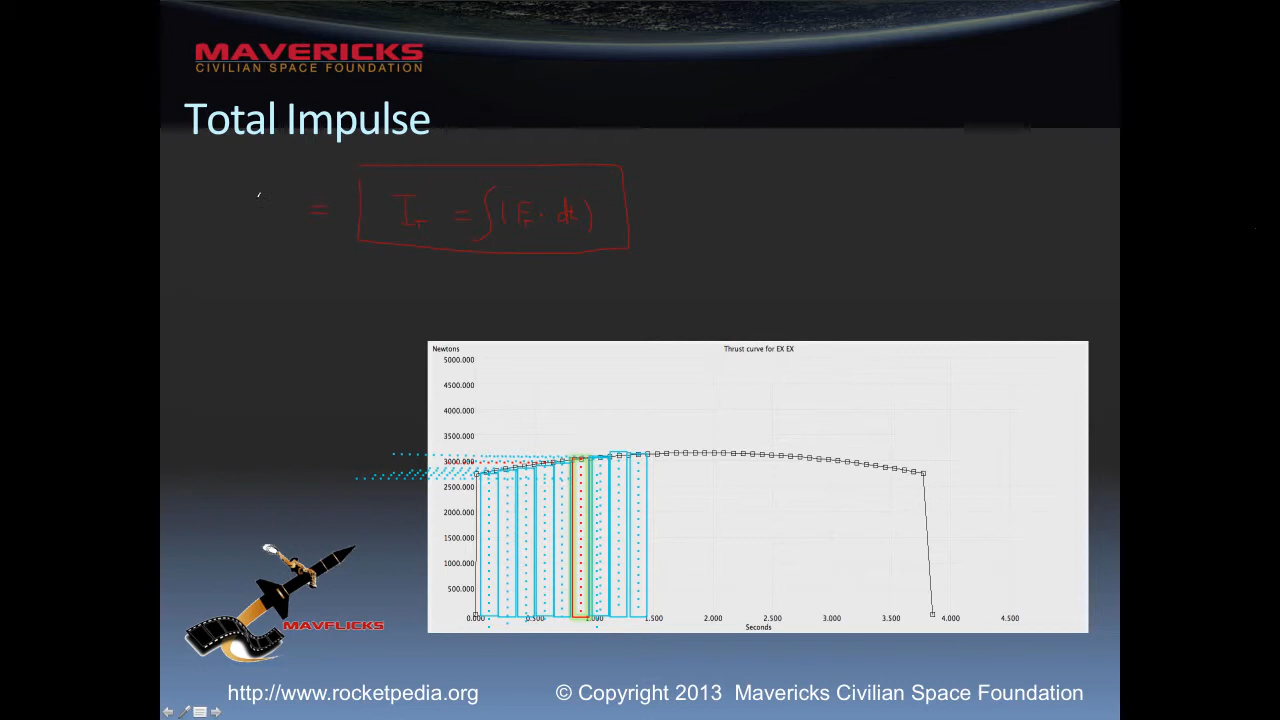 MAVERICKS
CIVILIAN SPACE FOUNDATION
Total Impulse
= I_T = ∫(F_T · dt)
Newtons
Thrust curve for EX EX
5000.000
4500.000
4000.000
3500.000
3000.000
2500.000
2000.000
1500.000
1000.000
500.000
0.000 0.500 1.000 1.500 2.000 2.500 3.000 3.500 4.000 4.500
Seconds
MAVFLICKS
http://www.rocketpedia.org © Copyright 2013 Mavericks Civilian Space Foundation